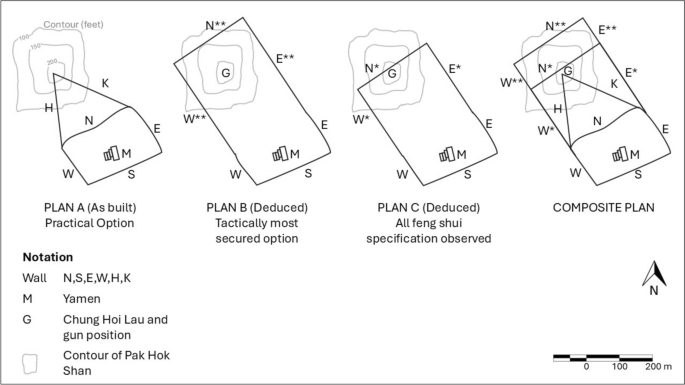 Contour (feet)
100
150
200
K
H
N
E
M
W
S
PLAN A (As built)
Practical Option
N**
E**
G
W**
E
M
W
S
PLAN B (Deduced)
Tactically most
secured option
N*
E*
G
W*
E
M
W
S
PLAN C (Deduced)
All feng shui
specification observed
N**
E**
N*
G
E*
W**
K
H
W*
N
E
M
W
S
COMPOSITE PLAN
Notation
Wall N,S,E,W,H,K
M Yamen
G Chung Hoi Lau and
gun position
Contour of Pak Hok
Shan
N
0 100 200 m